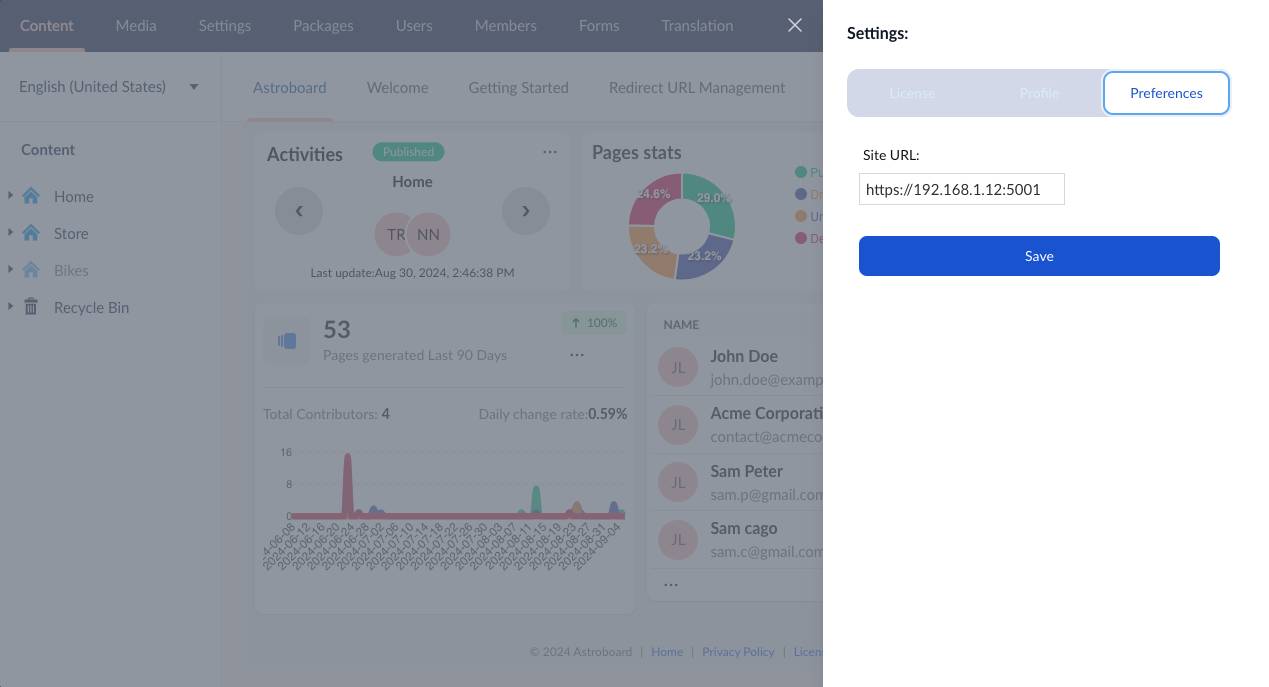 Content Media Settings Packages Users Members Forms Translation
Settings:
English (United States)
Astroboard Welcome Getting Started Redirect URL Management
License Profile Preferences
Content
Home
Store
Bikes
Recycle Bin
Activities Published
Home
TR NN
Last update:Aug 30, 2024, 2:46:38 PM
Pages stats
24.6% 29.0%
23.2% 23.2%
Site URL:
https://192.168.1.12:5001
Save
53
100%
Pages generated Last 90 Days
Total Contributors: 4 Daily change rate:0.59%
16
8
0
2024-06-12 2024-06-16 2024-06-20 2024-06-24 2024-06-28 2024-07-02 2024-07-06 2024-07-10 2024-07-14 2024-07-18 2024-07-22 2024-07-26 2024-07-30 2024-08-03 2024-08-07 2024-08-11 2024-08-15 2024-08-19 2024-08-23 2024-08-27 2024-08-31 2024-09-04
NAME
JL John Doe
john.doe@examp
JL Acme Corporati
contact@acmeco
JL Sam Peter
sam.p@gmail.com
JL Sam cago
sam.c@gmail.com
© 2024 Astroboard | Home | Privacy Policy | Licen